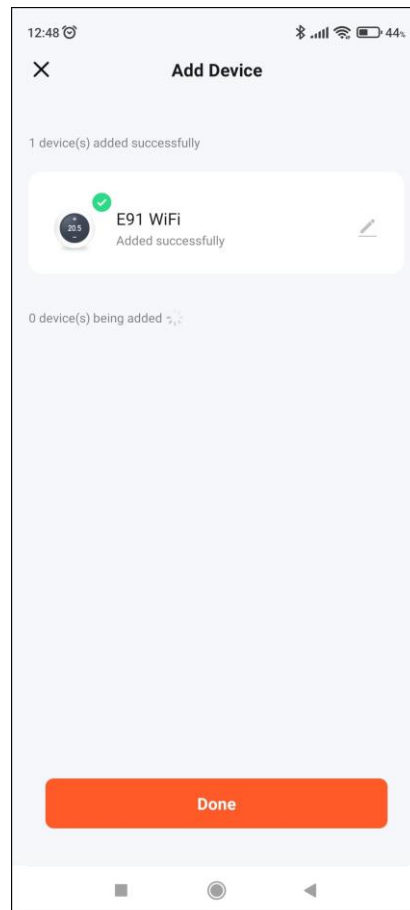 12:48
44%
Add Device
1 device(s) added successfully
20.5
E91 WiFi
Added successfully
0 device(s) being added
Done